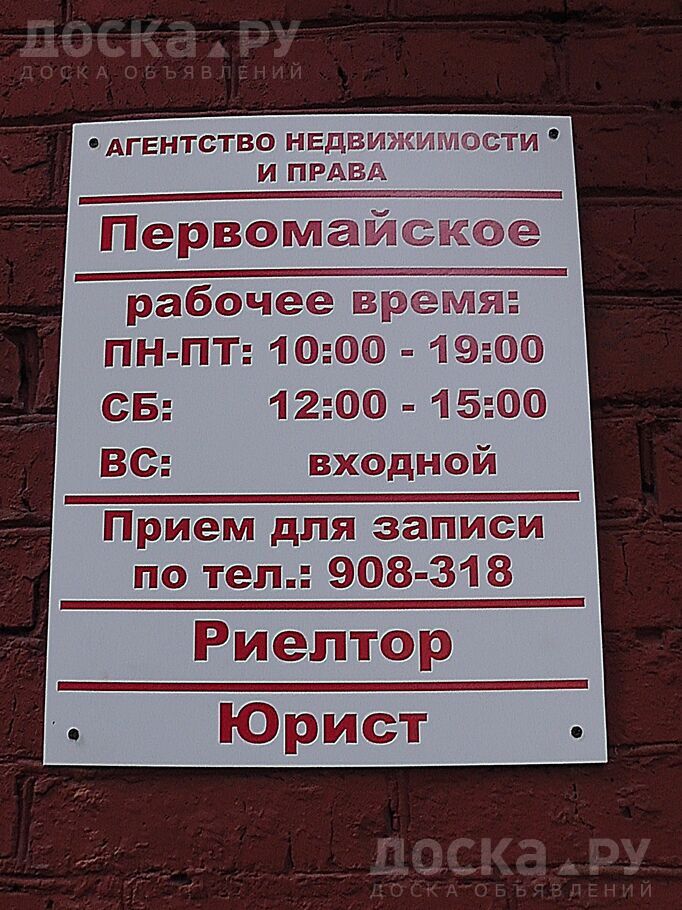 ДОСКА.РУ
ДОСКА ОБЪЯВЛЕНИЙ
АГЕНТСТВО НЕДВИЖИМОСТИ
И ПРАВА
Первомайское
рабочее время:
ПН-ПТ: 10:00 - 19:00
СБ: 12:00 - 15:00
ВС: входной
Прием для записи
по тел.: 908-318
Риелтор
Юрист
ДОСКА.РУ
ДОСКА ОБЪЯВЛЕНИЙ